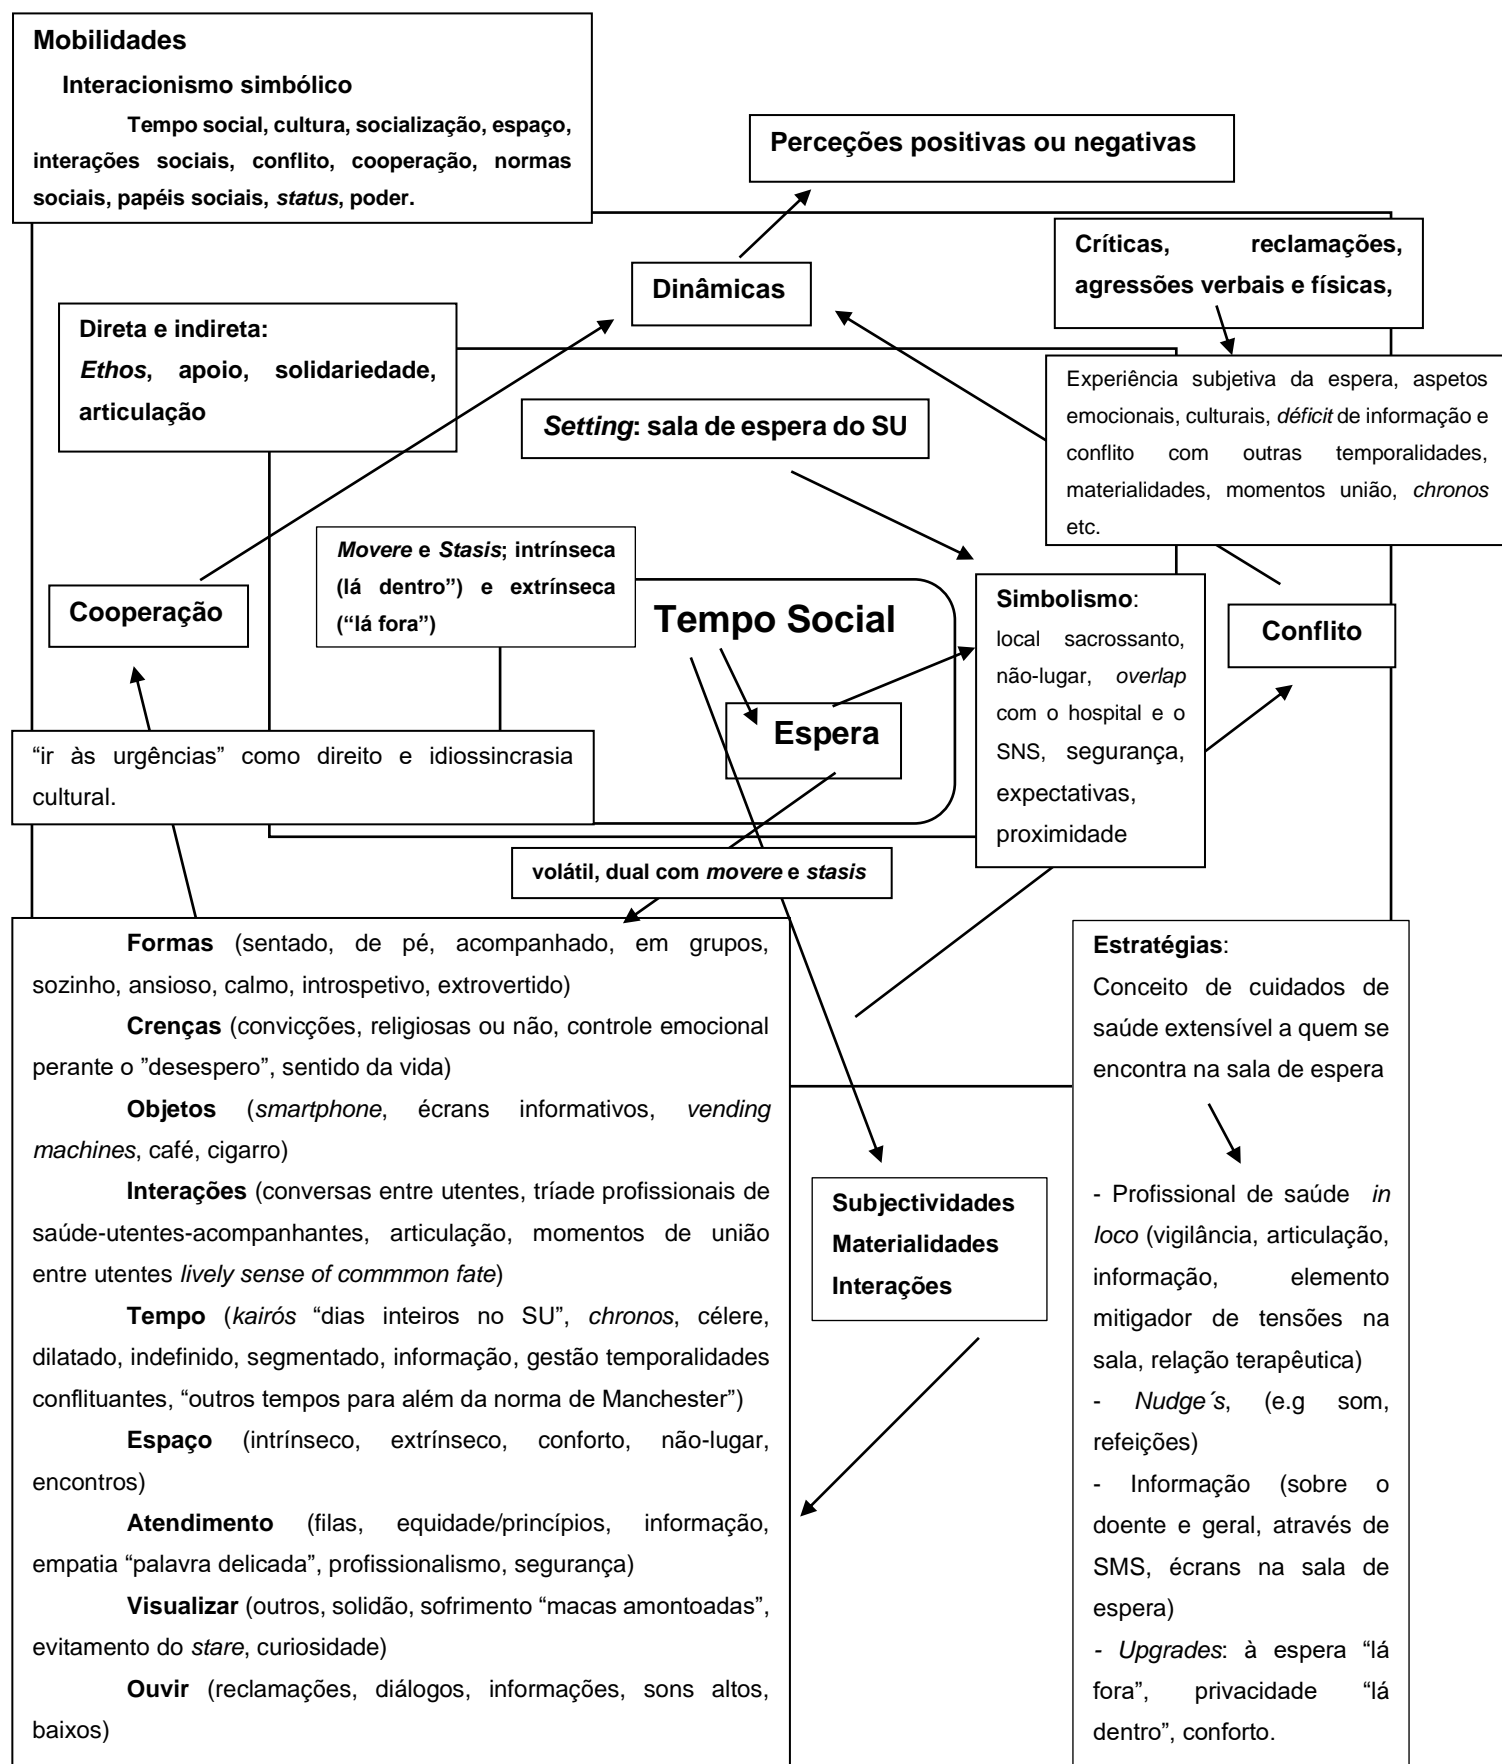 Mobilidades
Interacionismo simbólico
Tempo social, cultura, socialização, espaço,
interações sociais, conflito, cooperação, normas
sociais, papéis sociais, status, poder.
Perceções positivas ou negativas
Críticas, reclamações,
agressões verbais e físicas,
Dinâmicas
Direta e indireta:
Ethos, apoio, solidariedade,
articulação
Experiência subjetiva da espera, aspetos
emocionais, culturais, déficit de informação e
conflito com outras temporalidades,
materialidades, momentos união, chronos
etc.
Setting: sala de espera do SU
Movere e Stasis; intrínseca
(lá dentro”) e extrínseca
(“lá fora”)
Cooperação
Tempo Social
Simbolismo:
local sacrossanto,
não-lugar, overlap
com o hospital e o
SNS, segurança,
expectativas,
proximidade
Conflito
Espera
“ir às urgências” como direito e idiossincrasia
cultural.
volátil, dual com movere e stasis
Formas (sentado, de pé, acompanhado, em grupos,
sozinho, ansioso, calmo, introspetivo, extrovertido)
Crenças (convicções, religiosas ou não, controle emocional
perante o ”desespero”, sentido da vida)
Objetos (smartphone, écrans informativos, vending
machines, café, cigarro)
Interações (conversas entre utentes, tríade profissionais de
saúde-utentes-acompanhantes, articulação, momentos de união
entre utentes lively sense of commmon fate)
Tempo (kairós “dias inteiros no SU”, chronos, célere,
dilatado, indefinido, segmentado, informação, gestão temporalidades
conflituantes, “outros tempos para além da norma de Manchester”)
Espaço (intrínseco, extrínseco, conforto, não-lugar,
encontros)
Atendimento (filas, equidade/princípios, informação,
empatia “palavra delicada”, profissionalismo, segurança)
Visualizar (outros, solidão, sofrimento “macas amontoadas”,
evitamento do stare, curiosidade)
Ouvir (reclamações, diálogos, informações, sons altos,
baixos)
Subjectividades
Materialidades
Interações
Estratégias:
Conceito de cuidados de
saúde extensível a quem se
encontra na sala de espera
- Profissional de saúde in
loco (vigilância, articulação,
informação, elemento
mitigador de tensões na
sala, relação terapêutica)
- Nudge´s, (e.g som,
refeições)
- Informação (sobre o
doente e geral, através de
SMS, écrans na sala de
espera)
- Upgrades: à espera “lá
fora”, privacidade “lá
dentro”, conforto.